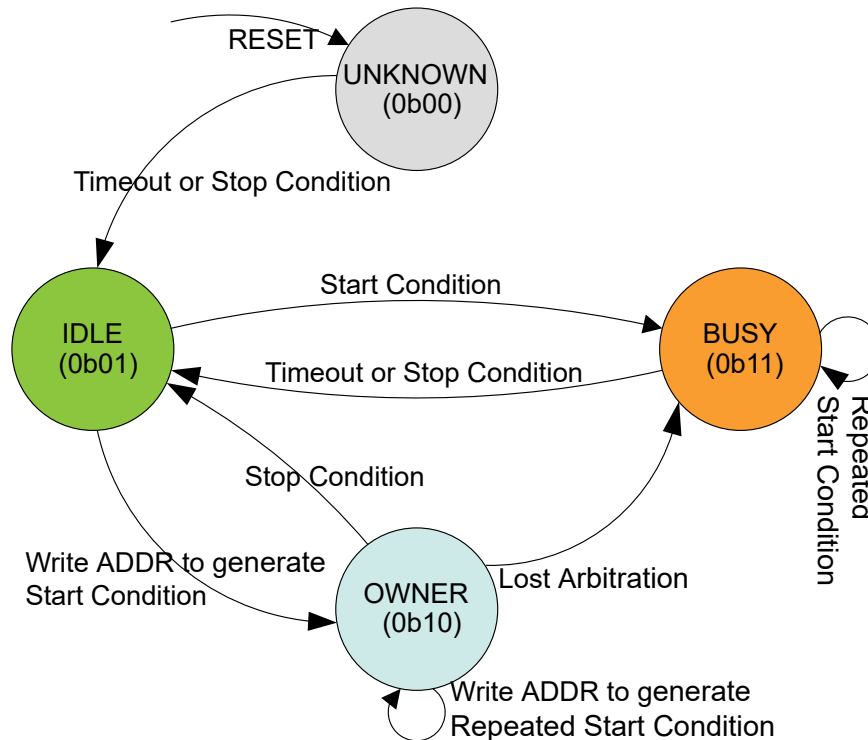 RESET
UNKNOWN
(0b00)
Timeout or Stop Condition
Start Condition
IDLE
(0b01)
BUSY
(0b11)
Timeout or Stop Condition
Repeated
Start Condition
Stop Condition
Write ADDR to generate
Start Condition
Lost Arbitration
OWNER
(0b10)
Write ADDR to generate
Repeated Start Condition